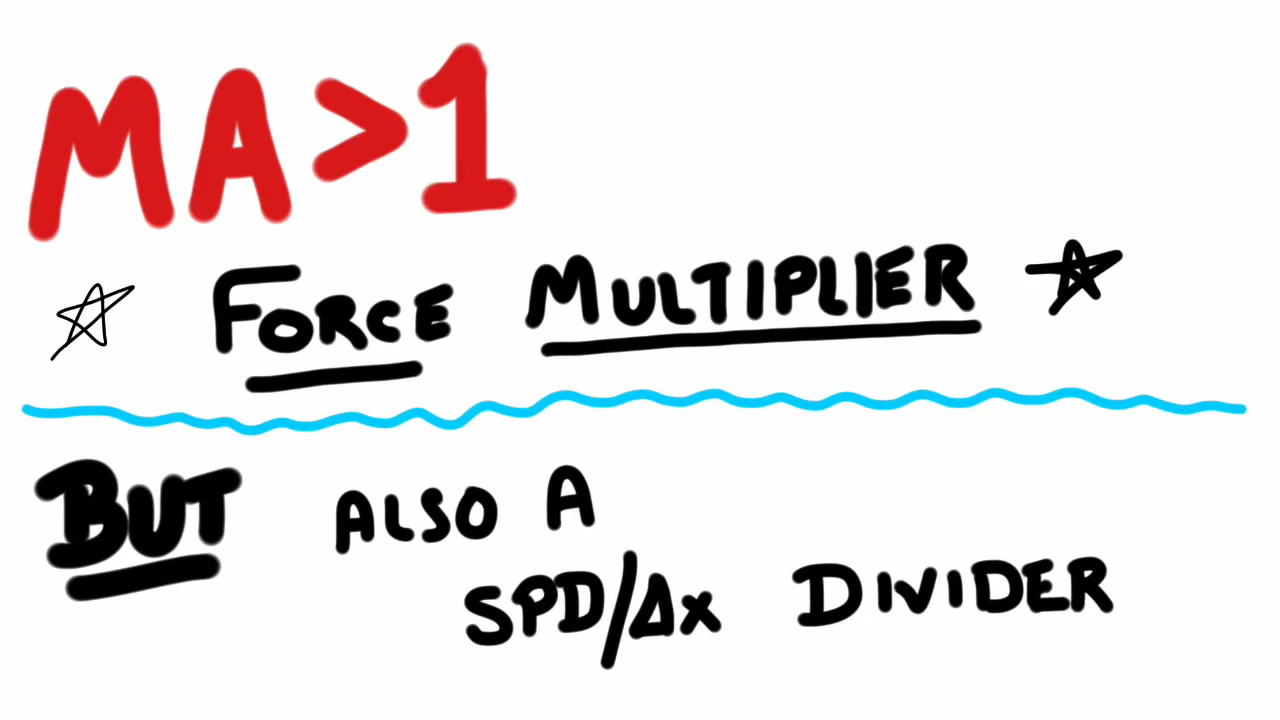 MA>1
FORCE MULTIPLIER
BUT ALSO A
SPD/Δx DIVIDER